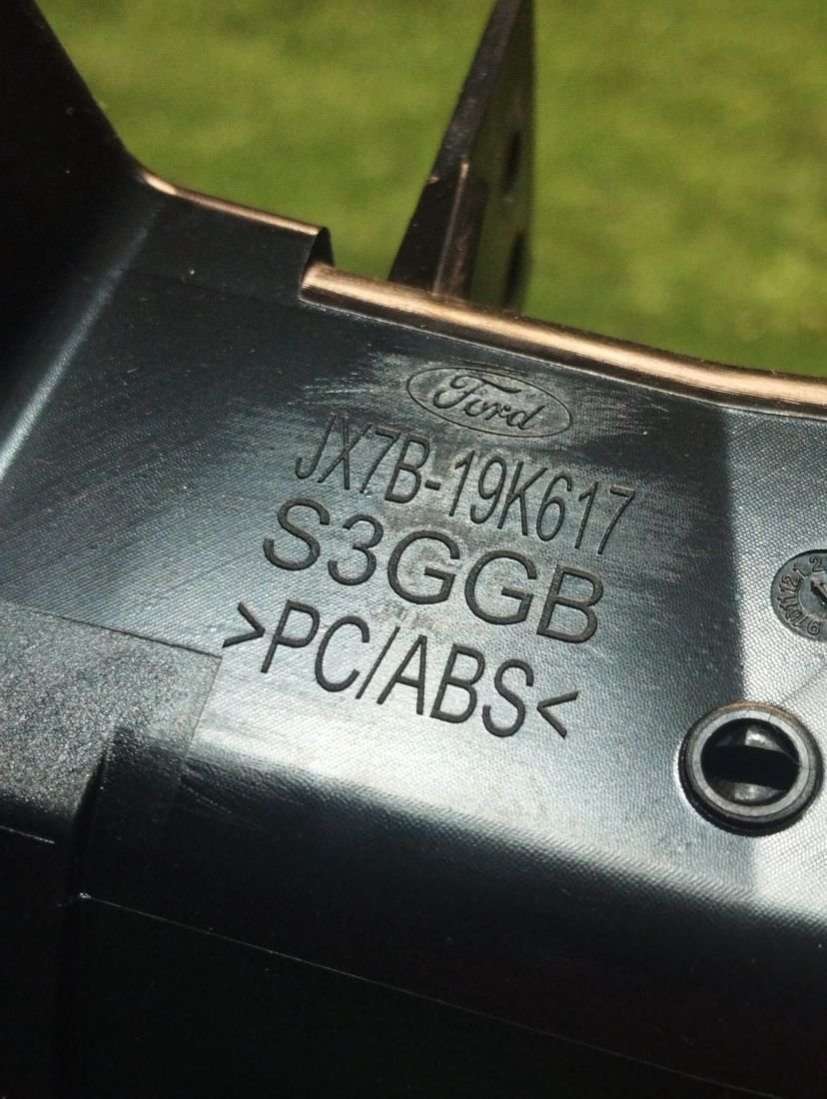 Ford
JX7B-19K617
S3GGB
>PC/ABS<